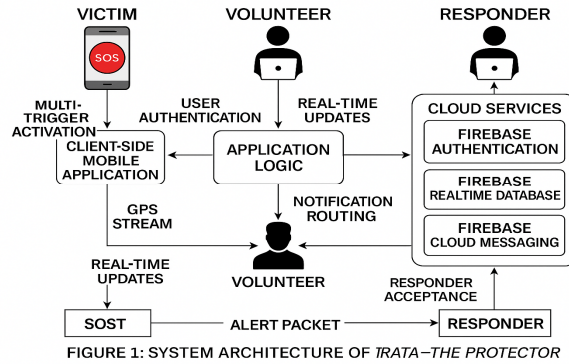 VICTIM
VOLUNTEER
RESPONDER
SOS
MULTI-
TRIGGER
ACTIVATION
USER
AUTHENTICATION
REAL-TIME
UPDATES
CLOUD SERVICES
CLIENT-SIDE
MOBILE
APPLICATION
APPLICATION
LOGIC
FIREBASE
AUTHENTICATION
FIREBASE
REALTIME DATABASE
FIREBASE
CLOUD MESSAGING
GPS
STREAM
NOTIFICATION
ROUTING
VOLUNTEER
REAL-TIME
UPDATES
RESPONDER
ACCEPTANCE
SOST
ALERT PACKET
RESPONDER
FIGURE 1: SYSTEM ARCHITECTURE OF TRATA—THE PROTECTOR